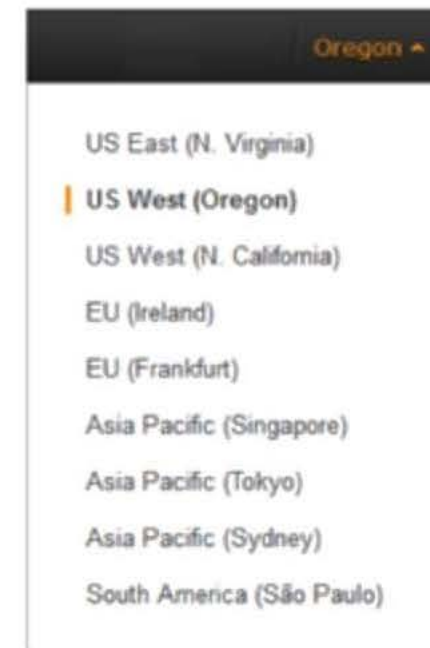 Oregon
US East (N. Virginia)
US West (Oregon)
US West (N. California)
EU (Ireland)
EU (Frankfurt)
Asia Pacific (Singapore)
Asia Pacific (Tokyo)
Asia Pacific (Sydney)
South America (São Paulo)